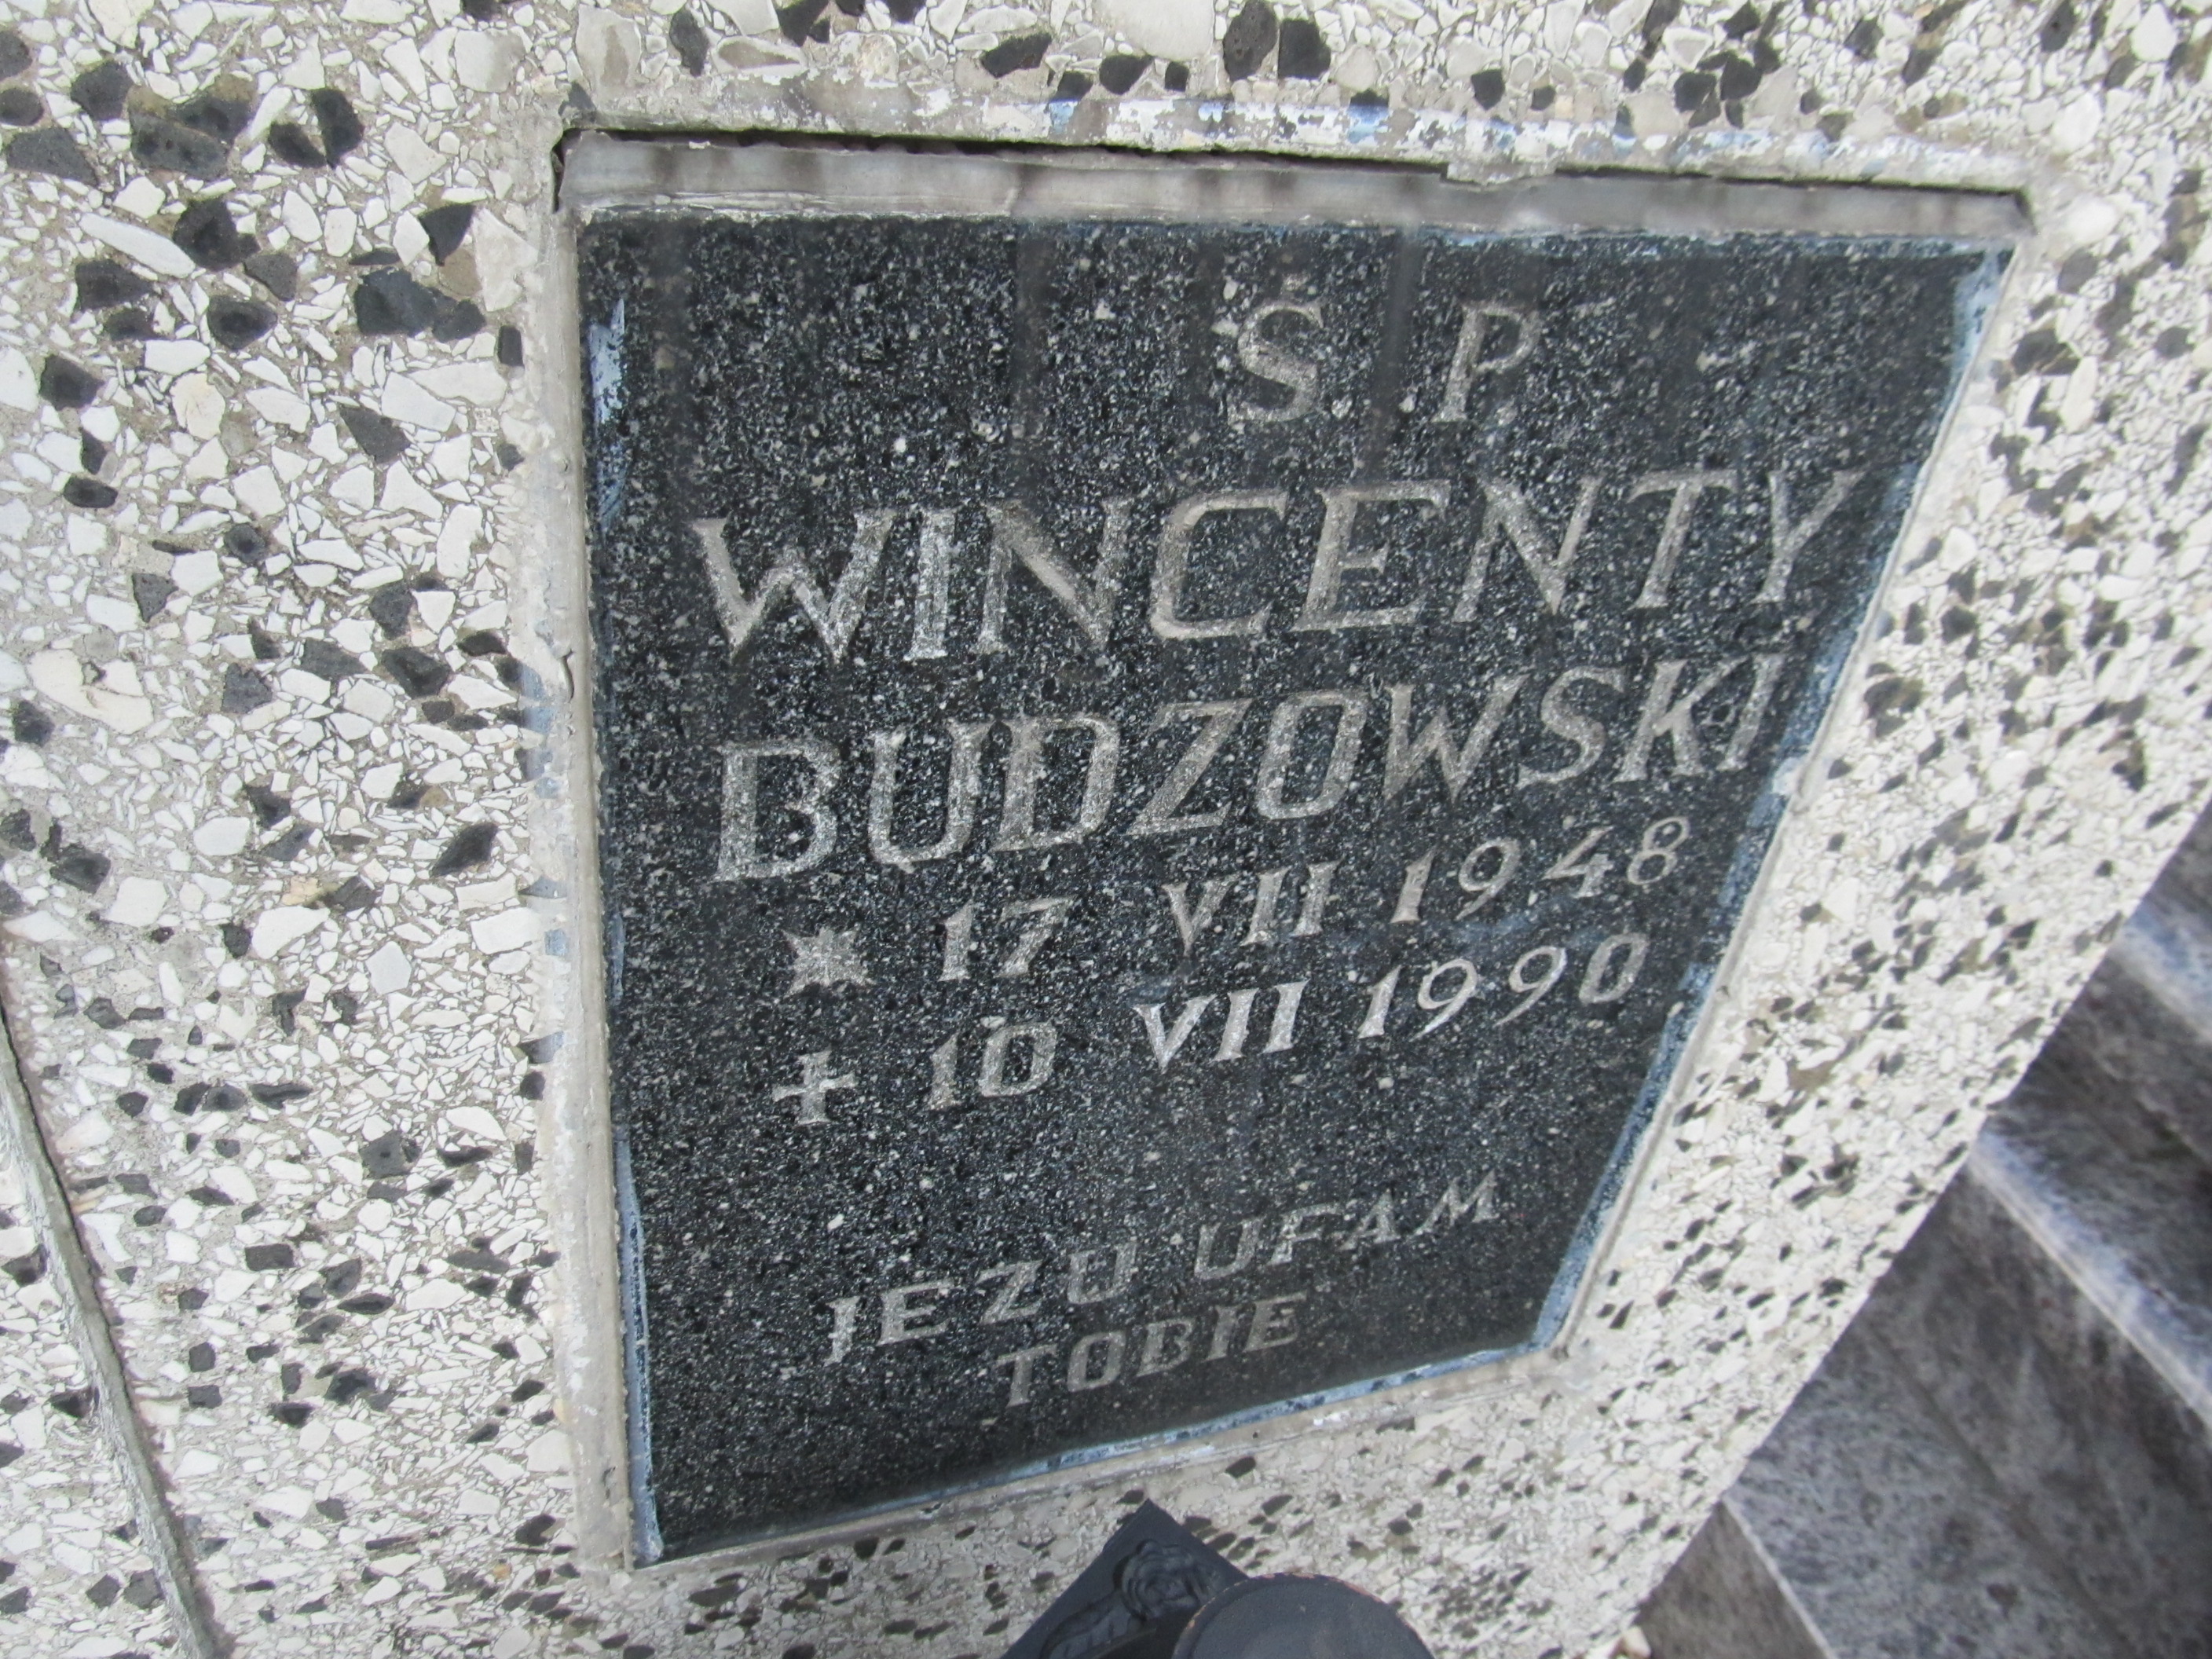 Ś P
WINCENTY
BUDZOWSKI
* 17 VII 1948
+ 10 VII 1990
JEZU UFAM
TOBIE